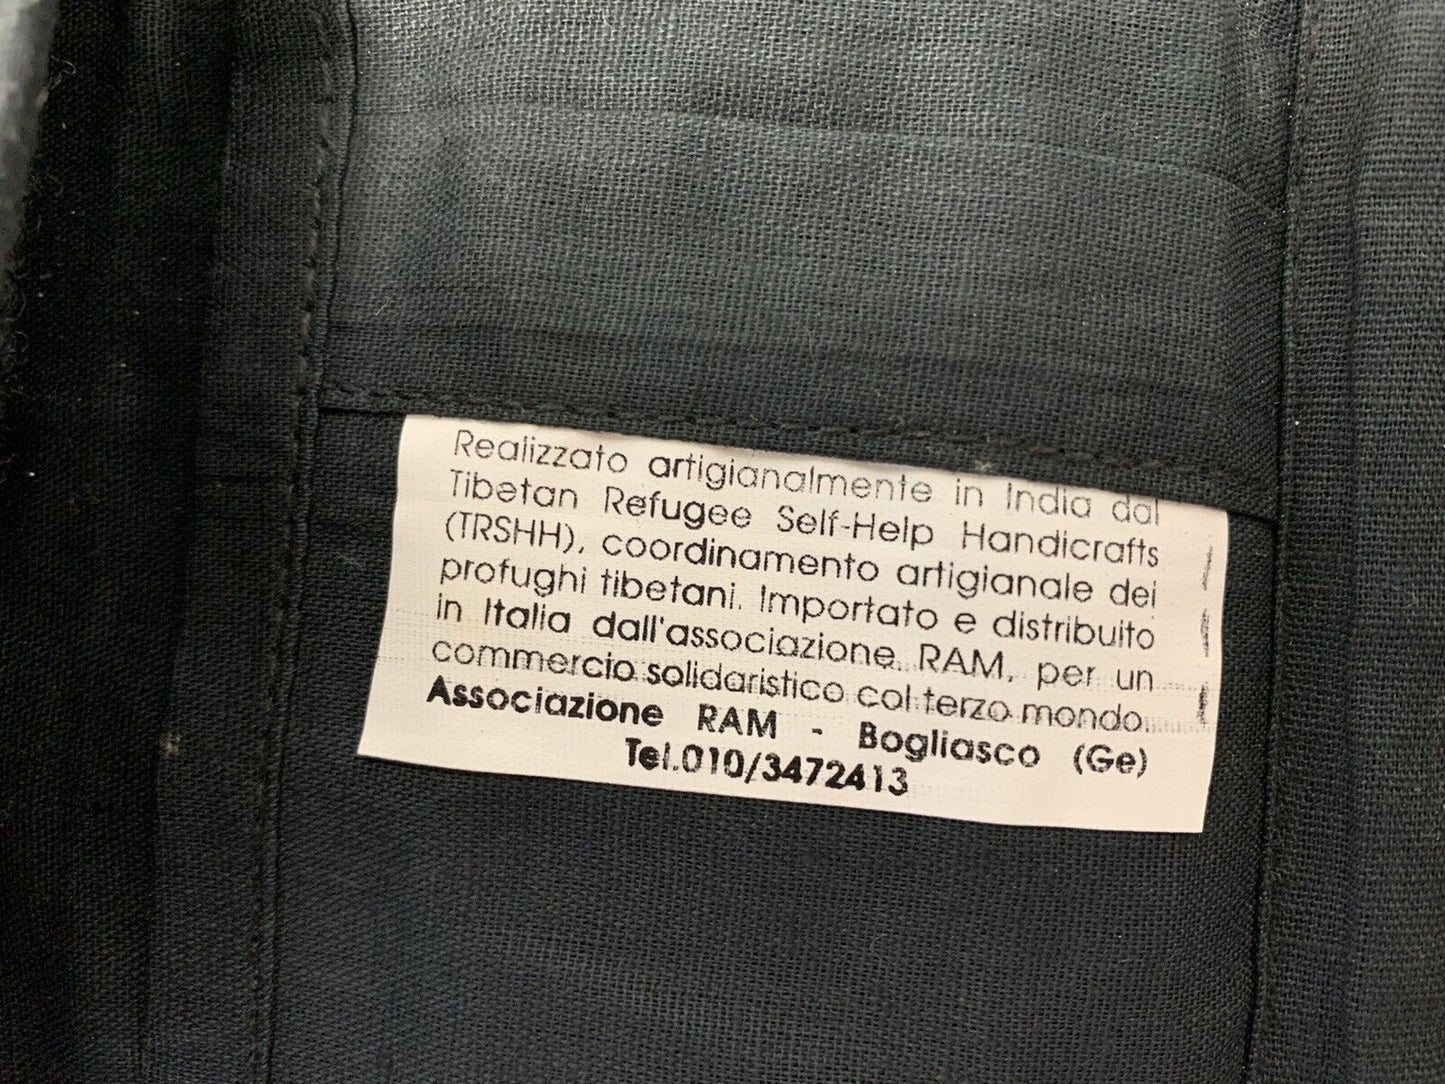 Realizzato artigianalmente in India dal
Tibetan Refugee Self-Help Handicrafts
(TRSHH), coordinamento artigianale dei
profughi tibetani. Importato e distribuito
in Italia dall'associazione RAM, per un
commercio solidaristico col terzo mondo.
Associazione RAM - Bogliasco (Ge)
Tel.010/3472413